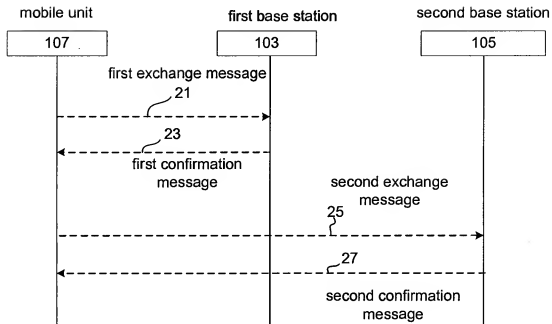 mobile unit
first base station
second base station
107
103
105
first exchange message
21
23
first confirmation
message
second exchange
message
25
27
second confirmation
message